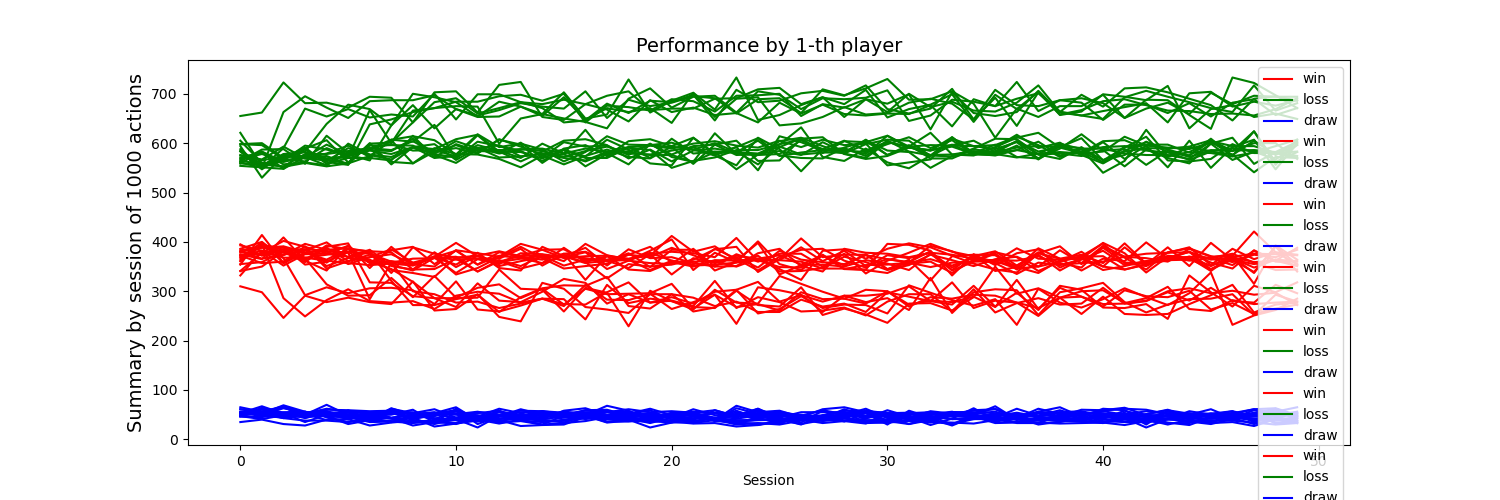 Performance by 1-th player
Summary by session of 1000 actions
700
600
500
400
300
200
100
0
0
10
20
30
40
50
Session
win
loss
draw
win
loss
draw
win
loss
draw
win
loss
draw
win
loss
draw
win
loss
draw
win
loss
draw